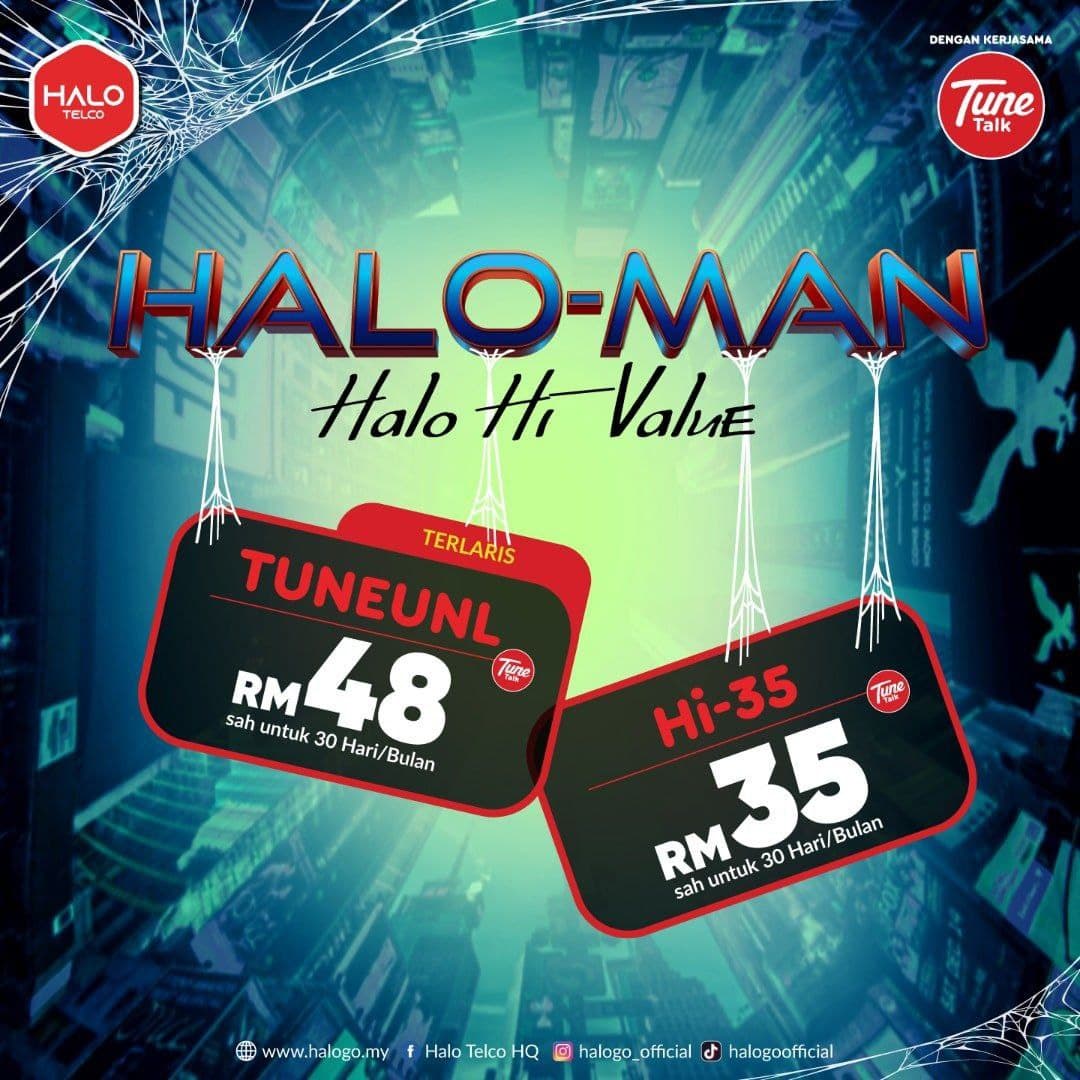 HALO
TELCO
DENGAN KERJASAMA
Tune
Talk
HALO-MAN
Halo Hi Value
TERLARIS
TUNEUNL
Tune
Talk
RM48
sah untuk 30 Hari/Bulan
Hi-35
Tune
Talk
RM35
sah untuk 30 Hari/Bulan
www.halogo.my f Halo Telco HQ halogo_official halogoofficial